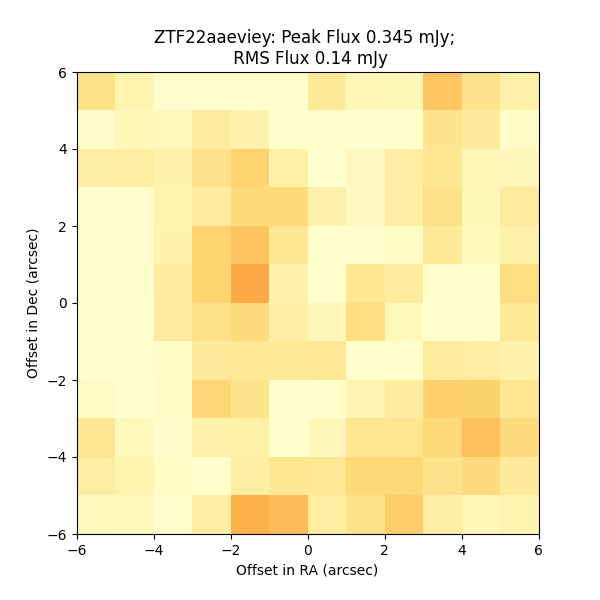 ZTF22aaeviey: Peak Flux 0.345 mJy;
RMS Flux 0.14 mJy
6
4
2
0
−2
−4
−6
Offset in Dec (arcsec)
−6 −4 −2 0 2 4 6
Offset in RA (arcsec)